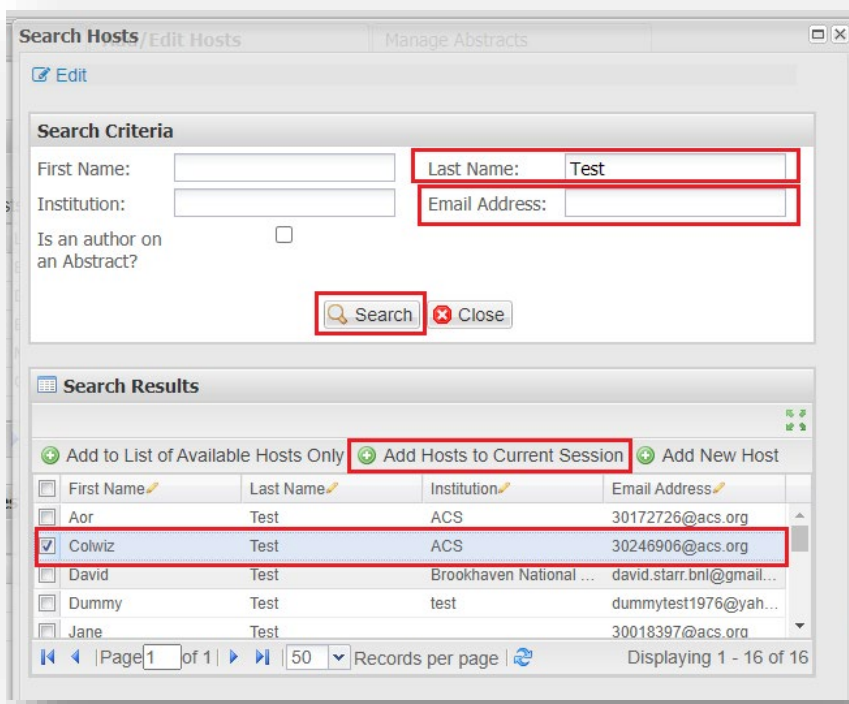 Search Hosts Add/Edit Hosts Manage Abstracts
Edit
Search Criteria
First Name: Last Name: Test
Institution: Email Address:
Is an author on
an Abstract?
Search Close
Search Results
Add to List of Available Hosts Only Add Hosts to Current Session Add New Host
First Name Last Name Institution Email Address
Aor Test ACS 30172726@acs.org
Colwiz Test ACS 30246906@acs.org
David Test Brookhaven National ... david.starr.bnl@gmail...
Dummy Test test dummytest1976@yah...
Jane Test 30018397@acs.org
Page 1 of 1 50 Records per page Displaying 1 - 16 of 16